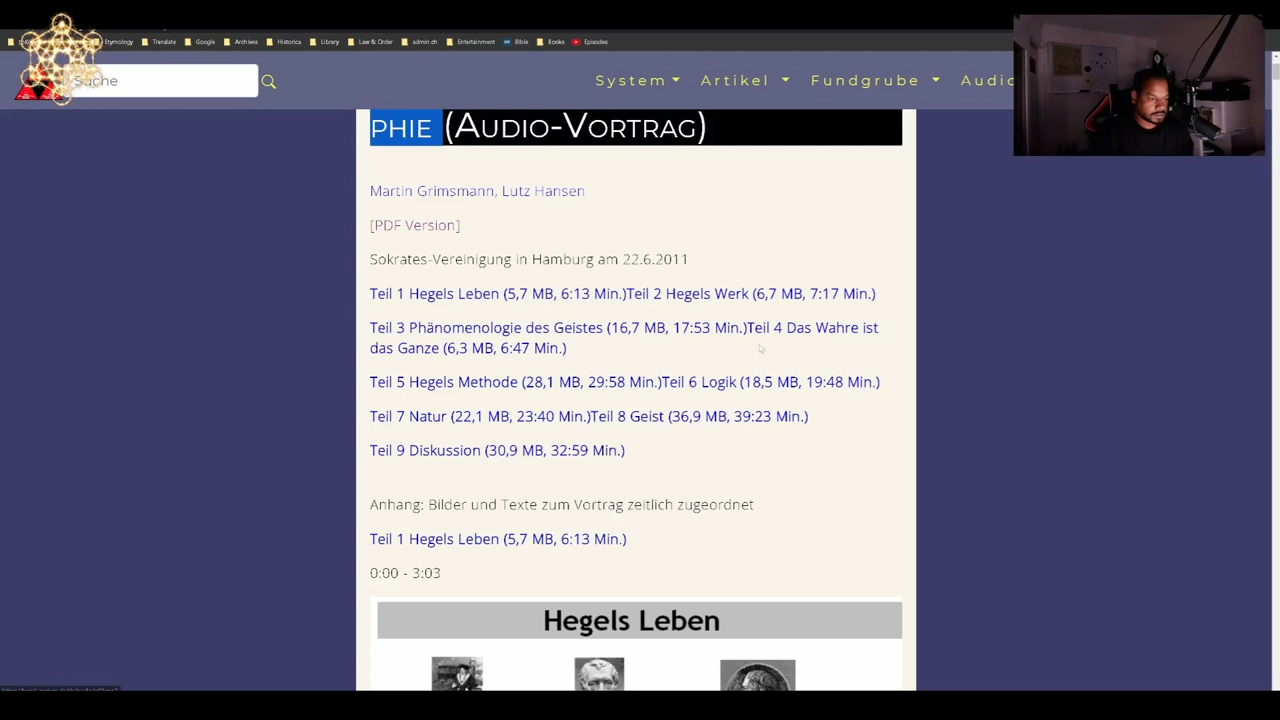 Etymology Translate Google Archives Historica Library Law & Order admin.ch Entertainment Bible Books Episodes
Suche System Artikel Fundgrube Audio
PHIE (AUDIO-VORTRAG)
Martin Grimsmann, Lutz Hansen
[PDF Version]
Sokrates-Vereinigung in Hamburg am 22.6.2011
Teil 1 Hegels Leben (5,7 MB, 6:13 Min.)Teil 2 Hegels Werk (6,7 MB, 7:17 Min.)
Teil 3 Phänomenologie des Geistes (16,7 MB, 17:53 Min.)Teil 4 Das Wahre ist
das Ganze (6,3 MB, 6:47 Min.)
Teil 5 Hegels Methode (28,1 MB, 29:58 Min.)Teil 6 Logik (18,5 MB, 19:48 Min.)
Teil 7 Natur (22,1 MB, 23:40 Min.)Teil 8 Geist (36,9 MB, 39:23 Min.)
Teil 9 Diskussion (30,9 MB, 32:59 Min.)
Anhang: Bilder und Texte zum Vortrag zeitlich zugeordnet
Teil 1 Hegels Leben (5,7 MB, 6:13 Min.)
0:00 - 3:03
Hegels Leben